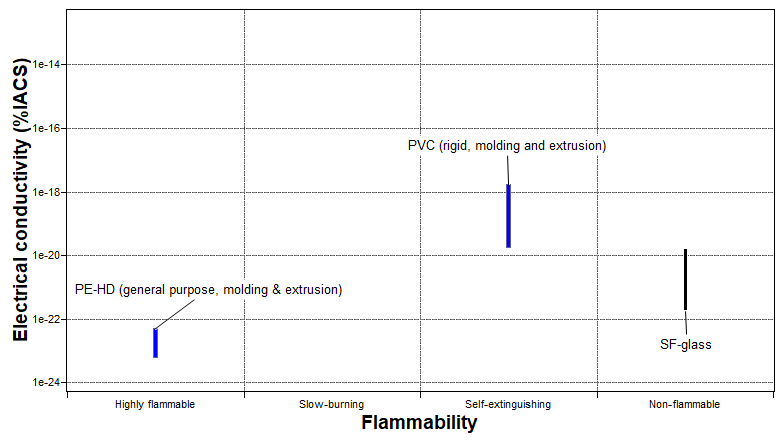 Electrical conductivity (%IACS)
1e-14
1e-16
PVC (rigid, molding and extrusion)
1e-18
1e-20
PE-HD (general purpose, molding & extrusion)
1e-22
SF-glass
1e-24
Highly flammable
Slow-burning
Self-extinguishing
Non-flammable
Flammability